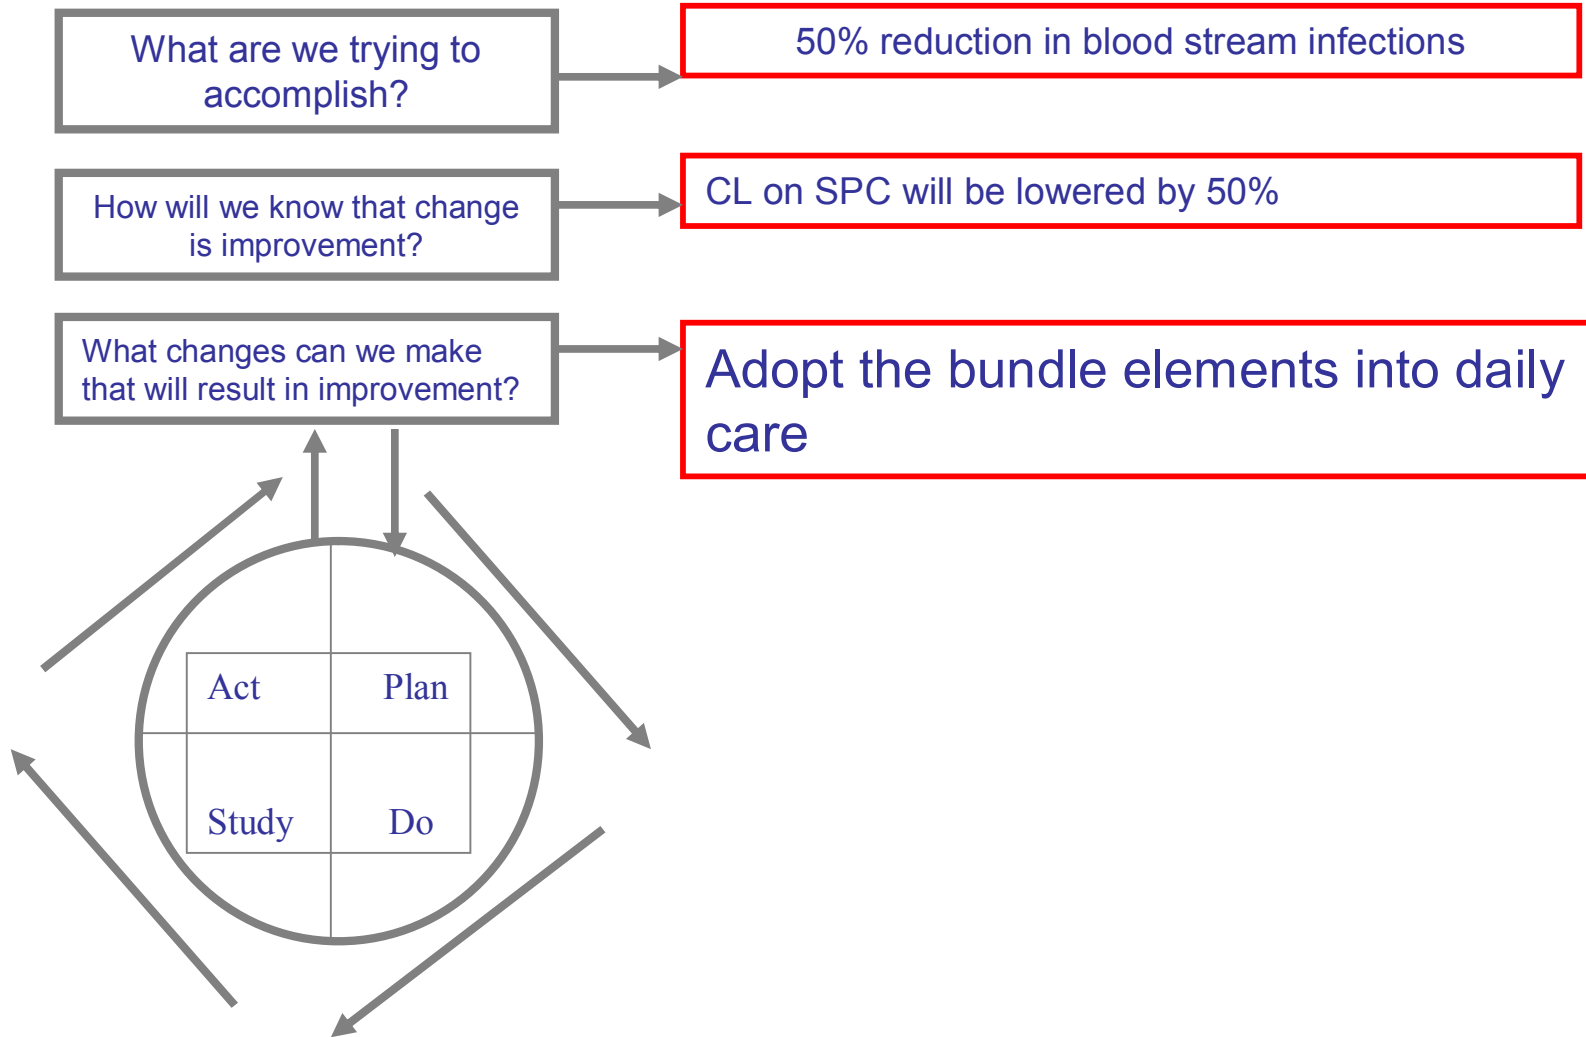 What are we trying to
accomplish?
50% reduction in blood stream infections
How will we know that change
is improvement?
CL on SPC will be lowered by 50%
What changes can we make
that will result in improvement?
Adopt the bundle elements into daily
care
Act
Plan
Study
Do